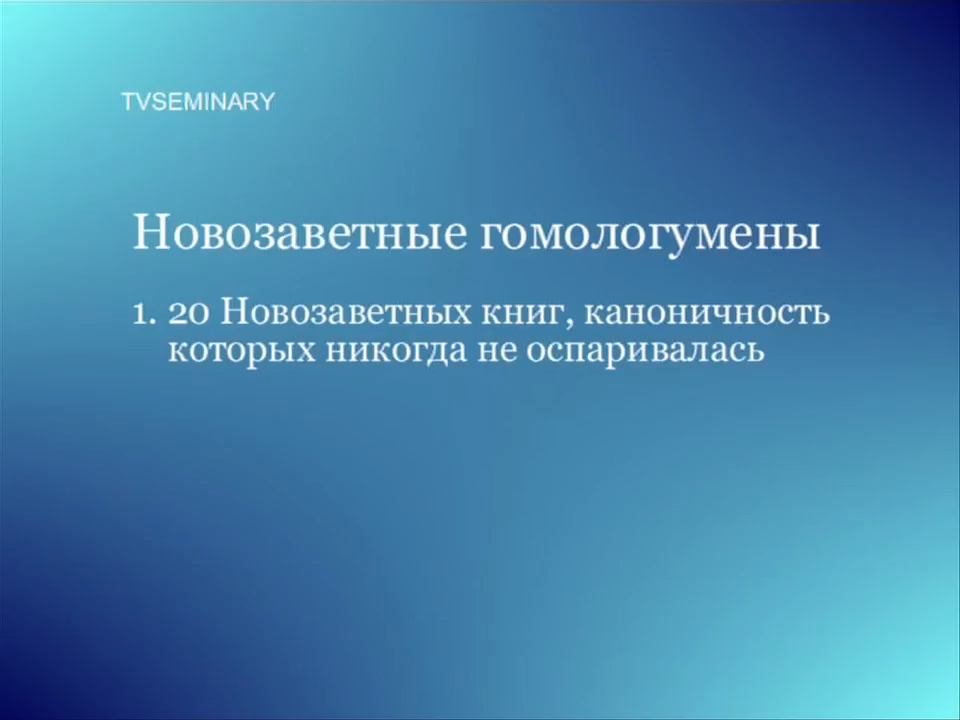 TVSEMINARY
Новозаветные гомологумены
1. 20 Новозаветных книг, каноничность
которых никогда не оспаривалась